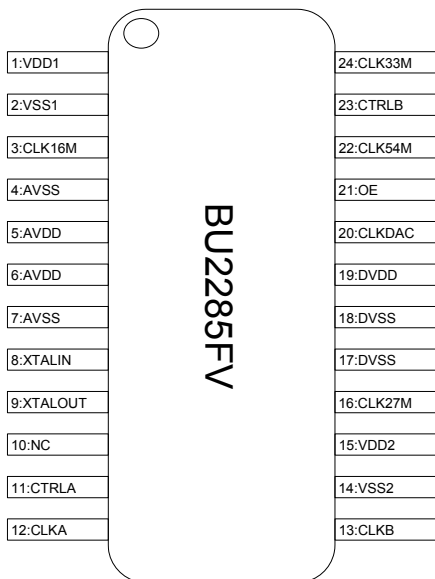 1:VDD1
2:VSS1
3:CLK16M
4:AVSS
5:AVDD
6:AVDD
7:AVSS
8:XTALIN
9:XTALOUT
10:NC
11:CTRLA
12:CLKA
BU2285FV
24:CLK33M
23:CTRLB
22:CLK54M
21:OE
20:CLKDAC
19:DVDD
18:DVSS
17:DVSS
16:CLK27M
15:VDD2
14:VSS2
13:CLKB